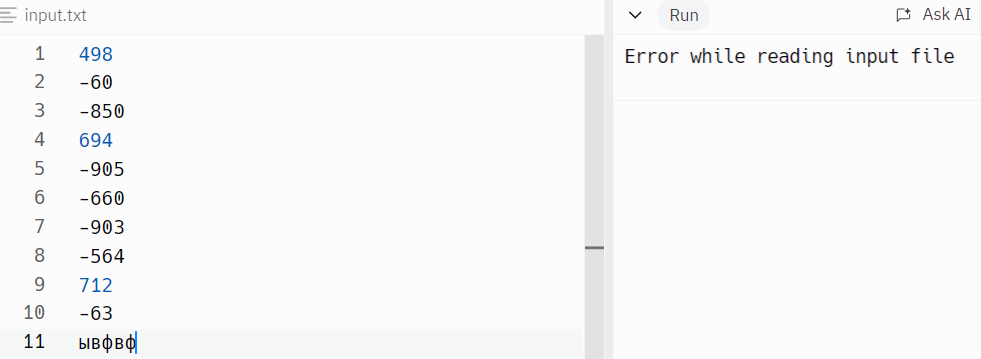 input.txt
1 498
2 -60
3 -850
4 694
5 -905
6 -660
7 -903
8 -564
9 712
10 -63
11 ывфвф
Run
Ask AI
Error while reading input file